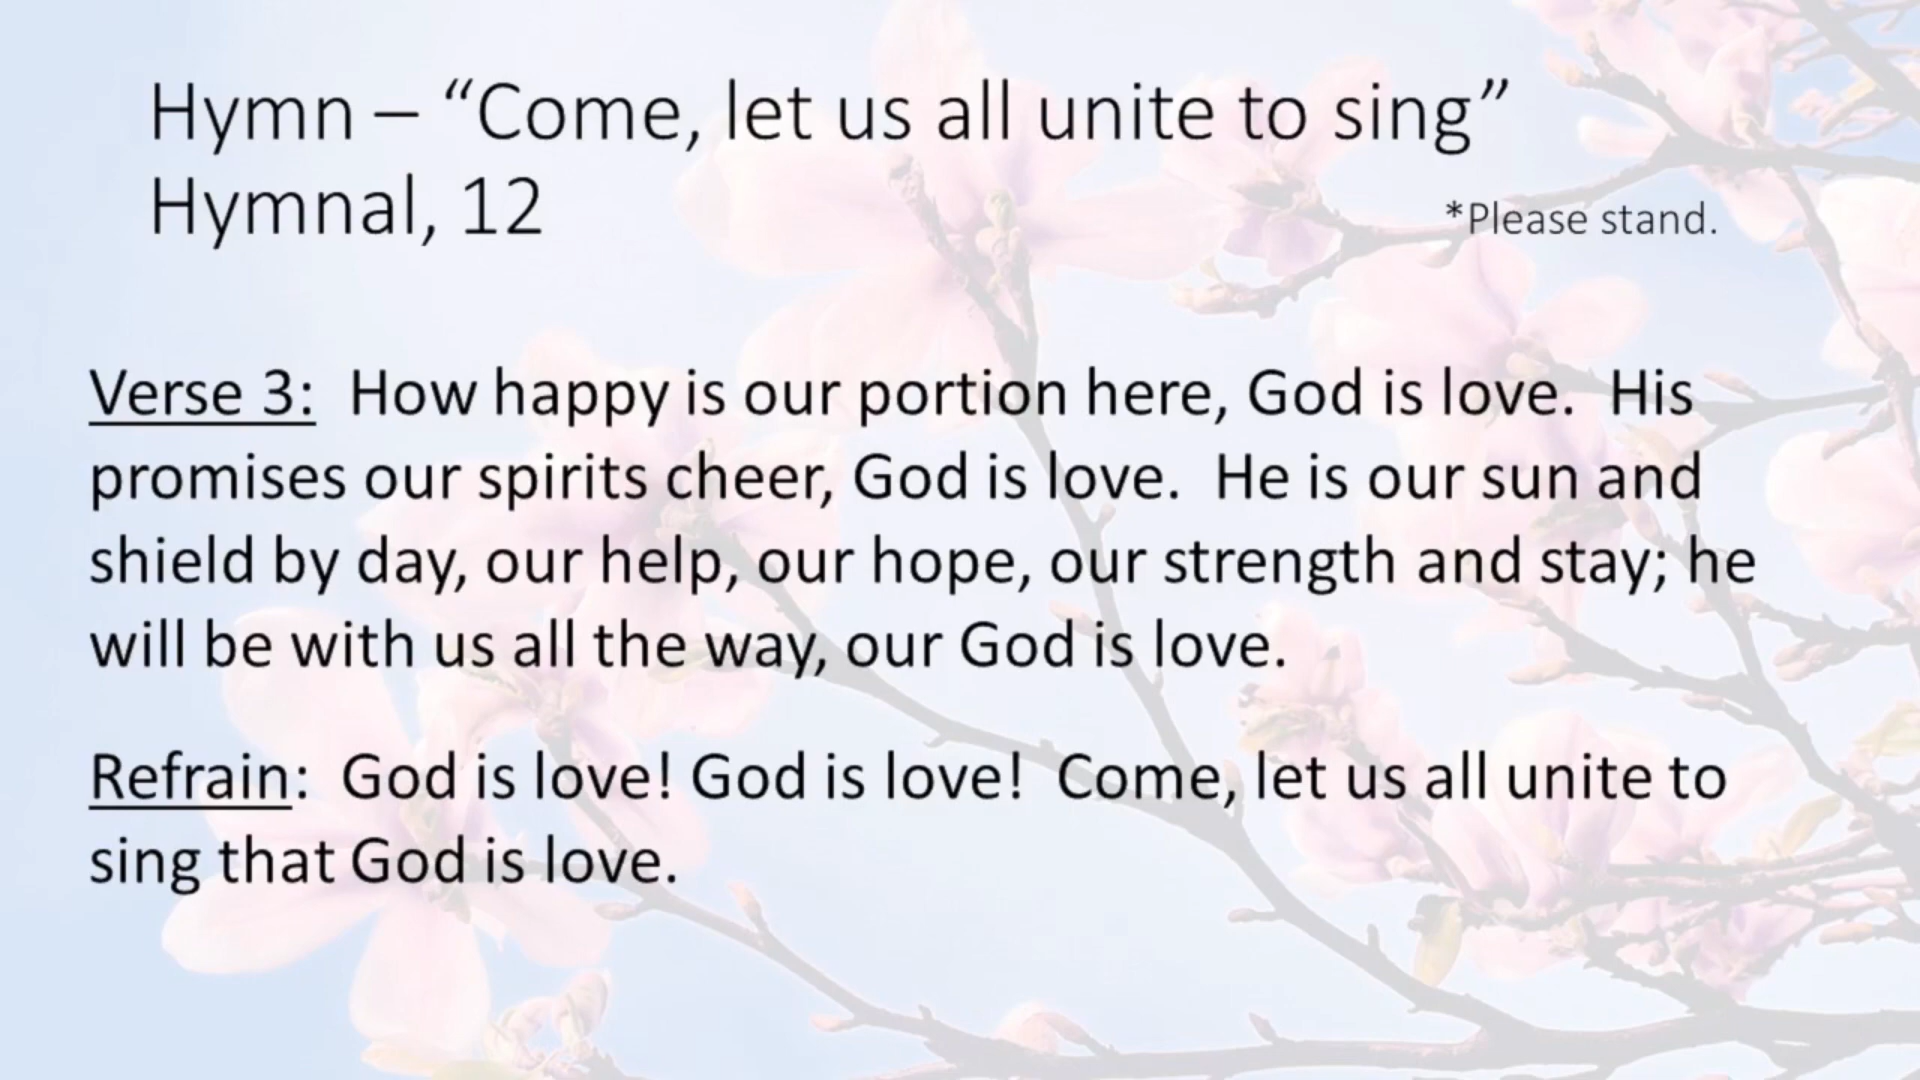 Hymn – “Come, let us all unite to sing”
Hymnal, 12
*Please stand.
Verse 3:  How happy is our portion here, God is love.  His
promises our spirits cheer, God is love.  He is our sun and
shield by day, our help, our hope, our strength and stay; he
will be with us all the way, our God is love.
Refrain:  God is love! God is love!  Come, let us all unite to
sing that God is love.